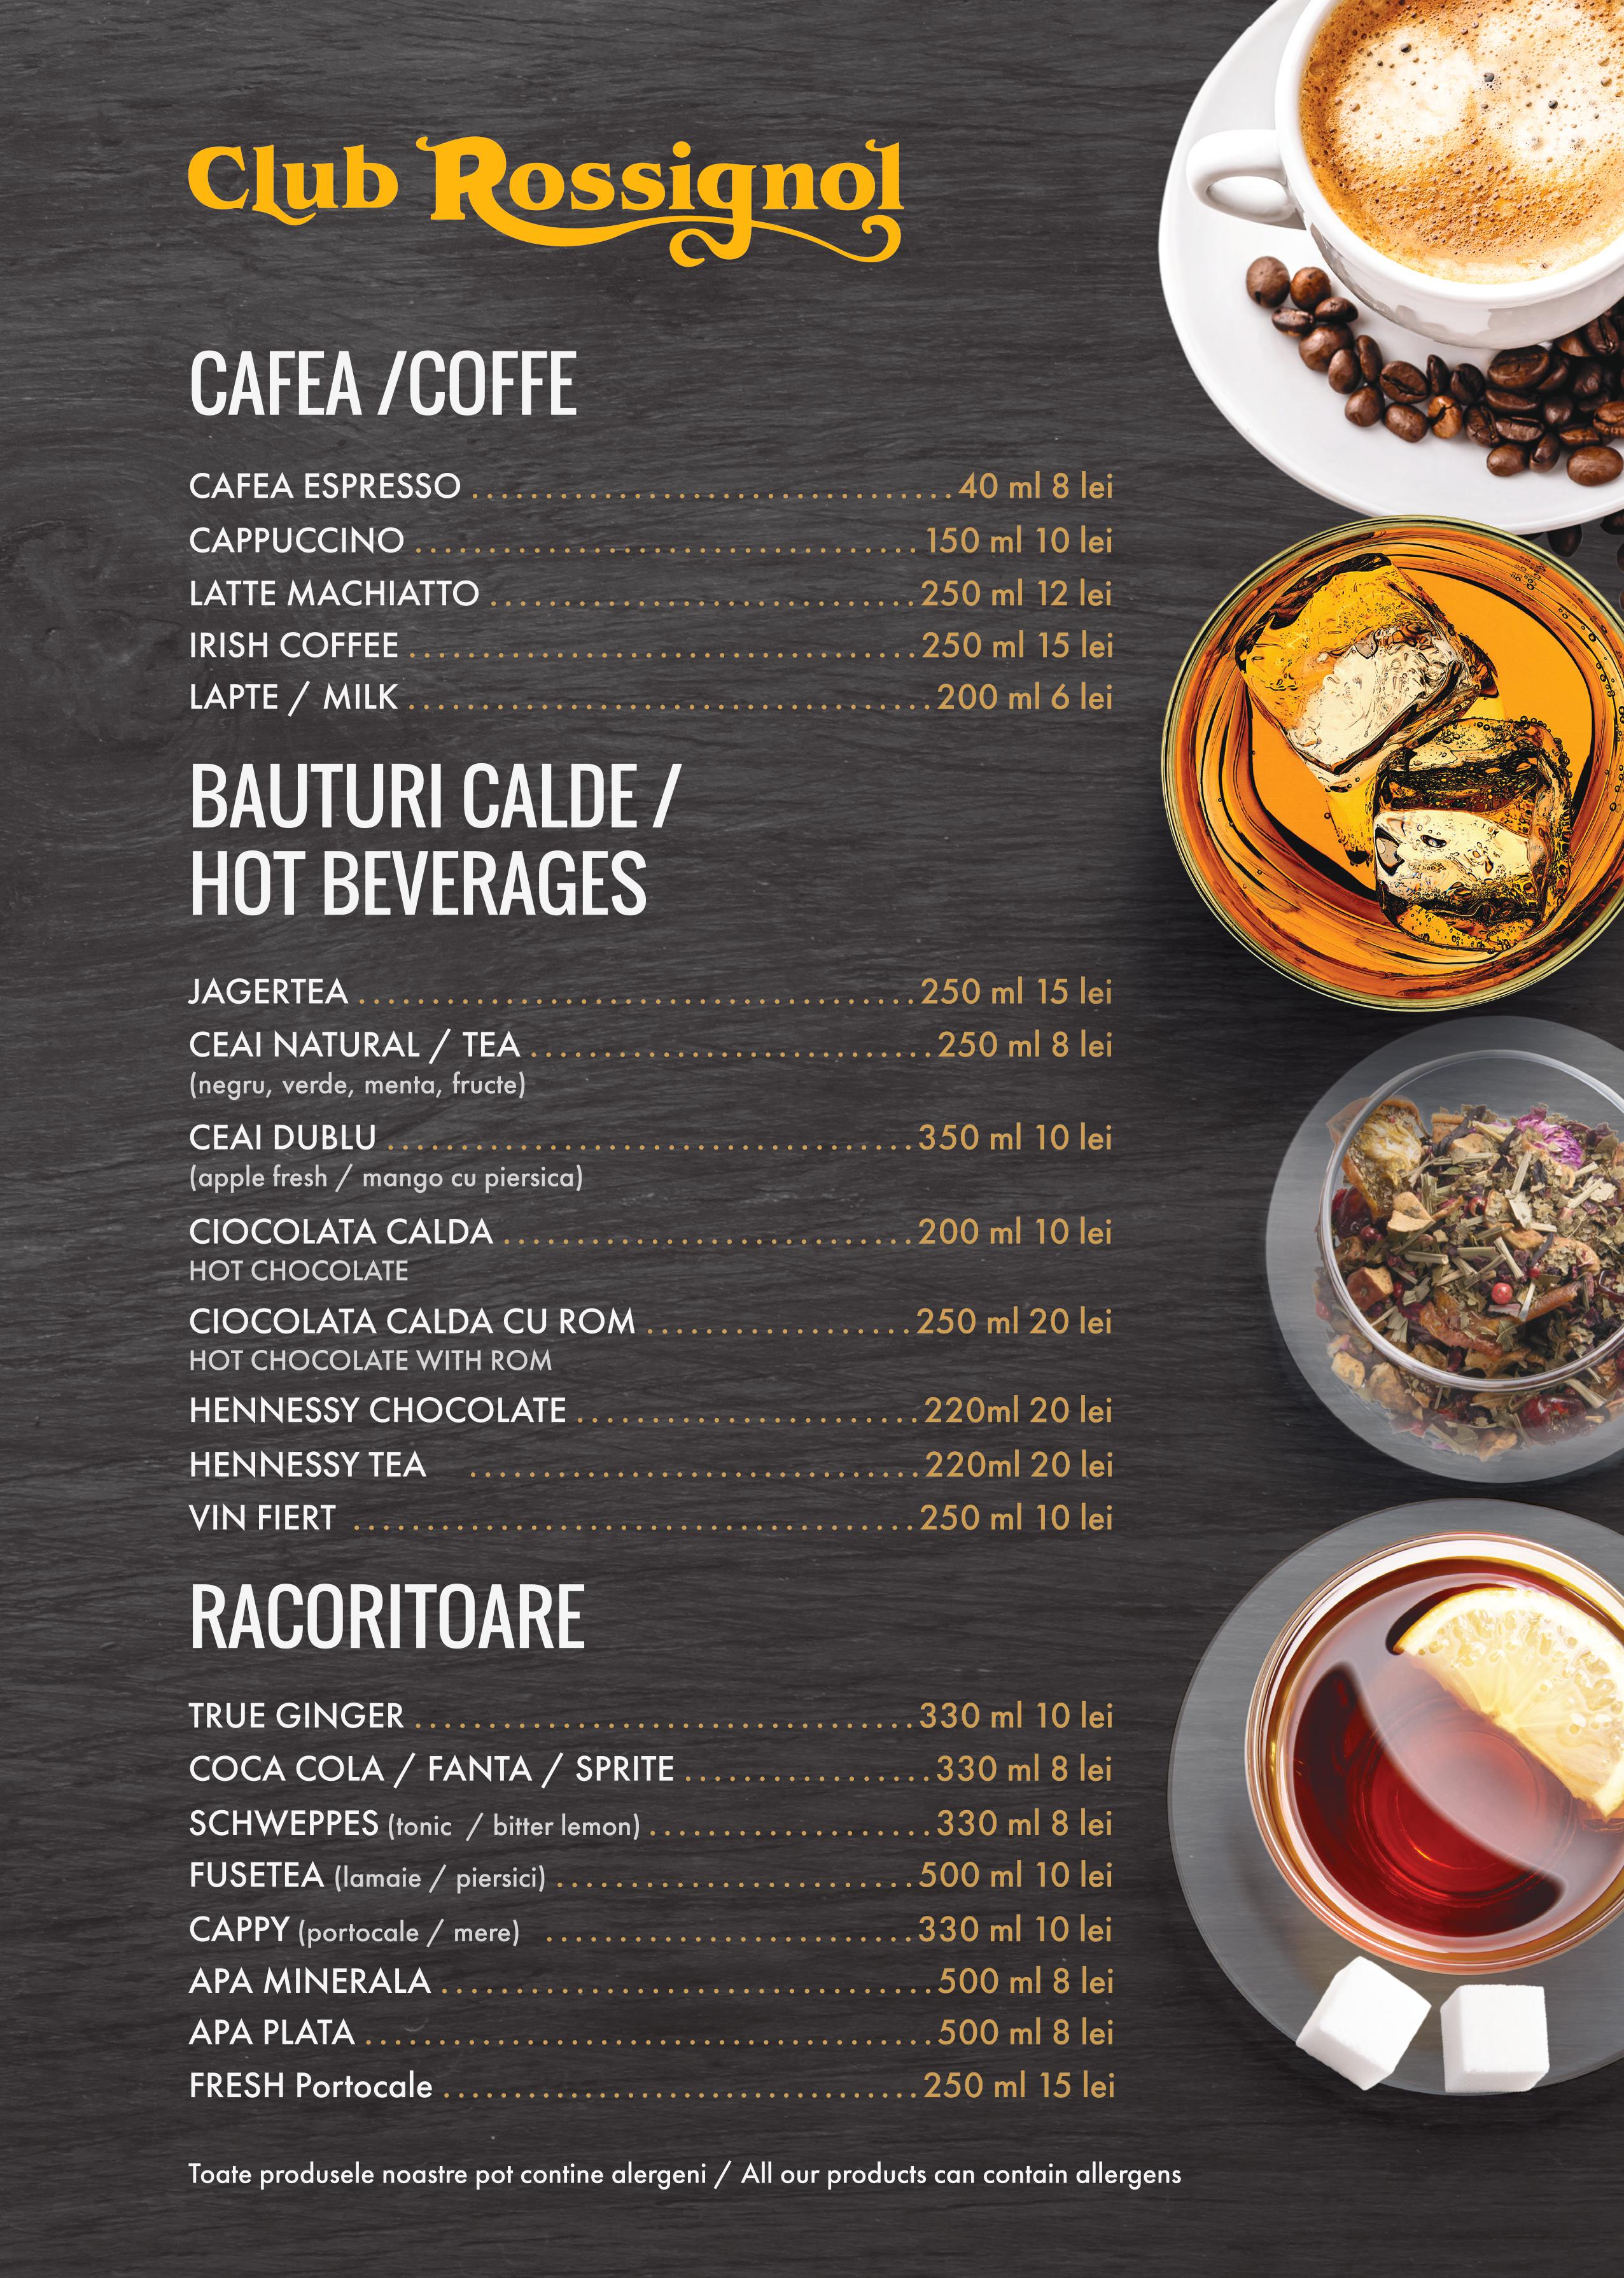 Club Rossignol
CAFEA /COFFE
CAFEA ESPRESSO ........................................ 40 ml 8 lei
CAPPUCCINO ........................................ 150 ml 10 lei
LATTE MACHIATTO ........................................ 250 ml 12 lei
IRISH COFFEE ........................................ 250 ml 15 lei
LAPTE / MILK ........................................ 200 ml 6 lei
BAUTURI CALDE /
HOT BEVERAGES
JAGERTEA ........................................ 250 ml 15 lei
CEAI NATURAL / TEA ........................................ 250 ml 8 lei
(negru, verde, menta, fructe)
CEAI DUBLU ........................................ 350 ml 10 lei
(apple fresh / mango cu piersica)
CIOCOLATA CALDA ........................................ 200 ml 10 lei
HOT CHOCOLATE
CIOCOLATA CALDA CU ROM ........................................ 250 ml 20 lei
HOT CHOCOLATE WITH ROM
HENNESSY CHOCOLATE ........................................ 220ml 20 lei
HENNESSY TEA ........................................ 220ml 20 lei
VIN FIERT ........................................ 250 ml 10 lei
RACORITOARE
TRUE GINGER ........................................ 330 ml 10 lei
COCA COLA / FANTA / SPRITE ........................................ 330 ml 8 lei
SCHWEPPES (tonic / bitter lemon) ........................................ 330 ml 8 lei
FUSETEA (lamaie / piersici) ........................................ 500 ml 10 lei
CAPPY (portocale / mere) ........................................ 330 ml 10 lei
APA MINERALA ........................................ 500 ml 8 lei
APA PLATA ........................................ 500 ml 8 lei
FRESH Portocale ........................................ 250 ml 15 lei
Toate produsele noastre pot contine alergeni / All our products can contain allergens